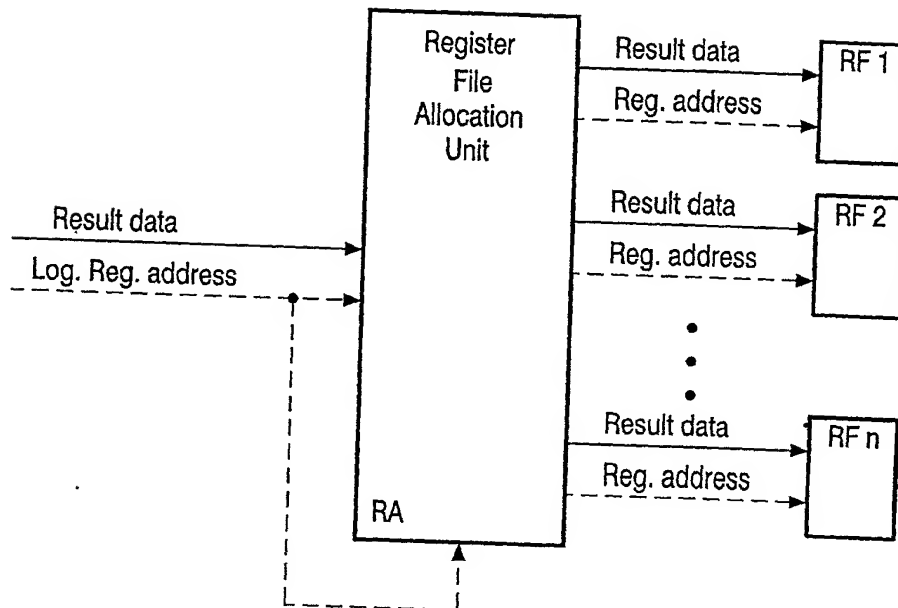 Register
File
Allocation
Unit
Result data
Reg. address
RF 1
Result data
Log. Reg. address
Result data
Reg. address
RF 2
Result data
Reg. address
RF n
RA